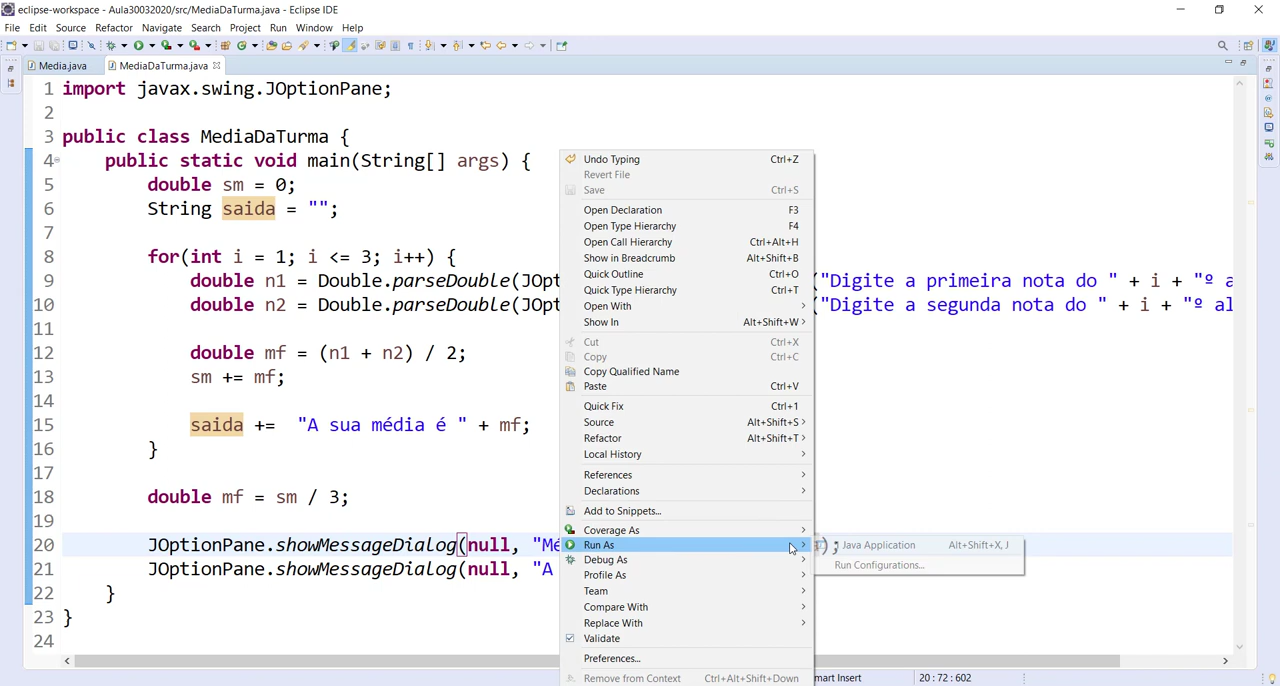 eclipse-workspace - Aula30032020/src/MediaDaTurma.java - Eclipse IDE
File Edit Source Refactor Navigate Search Project Run Window Help
Media.java MediaDaTurma.java
1 import javax.swing.JOptionPane;
2
3 public class MediaDaTurma {
4 public static void main(String[] args) {
5 double sm = 0;
6 String saida = "";
7
8 for(int i = 1; i <= 3; i++) {
9 double n1 = Double.parseDouble(JOpt ("Digite a primeira nota do " + i + "º a
10 double n2 = Double.parseDouble(JOpt ("Digite a segunda nota do " + i + "º al
11
12 double mf = (n1 + n2) / 2;
13 sm += mf;
14
15 saida += "A sua média é " + mf;
16 }
17
18 double mf = sm / 3;
19
20 JOptionPane.showMessageDialog(null, "Mé );
21 JOptionPane.showMessageDialog(null, "A
22 }
23 }
24
Undo Typing Ctrl+Z
Revert File
Save Ctrl+S
Open Declaration F3
Open Type Hierarchy F4
Open Call Hierarchy Ctrl+Alt+H
Show in Breadcrumb Alt+Shift+B
Quick Outline Ctrl+O
Quick Type Hierarchy Ctrl+T
Open With
Show In Alt+Shift+W
Cut Ctrl+X
Copy Ctrl+C
Copy Qualified Name
Paste Ctrl+V
Quick Fix Ctrl+1
Source Alt+Shift+S
Refactor Alt+Shift+T
Local History
References
Declarations
Add to Snippets...
Coverage As
Run As
Debug As
Profile As
Team
Compare With
Replace With
Validate
Preferences...
Remove from Context Ctrl+Alt+Shift+Down
Java Application Alt+Shift+X, J
Run Configurations...
mart Insert 20 : 72 : 602